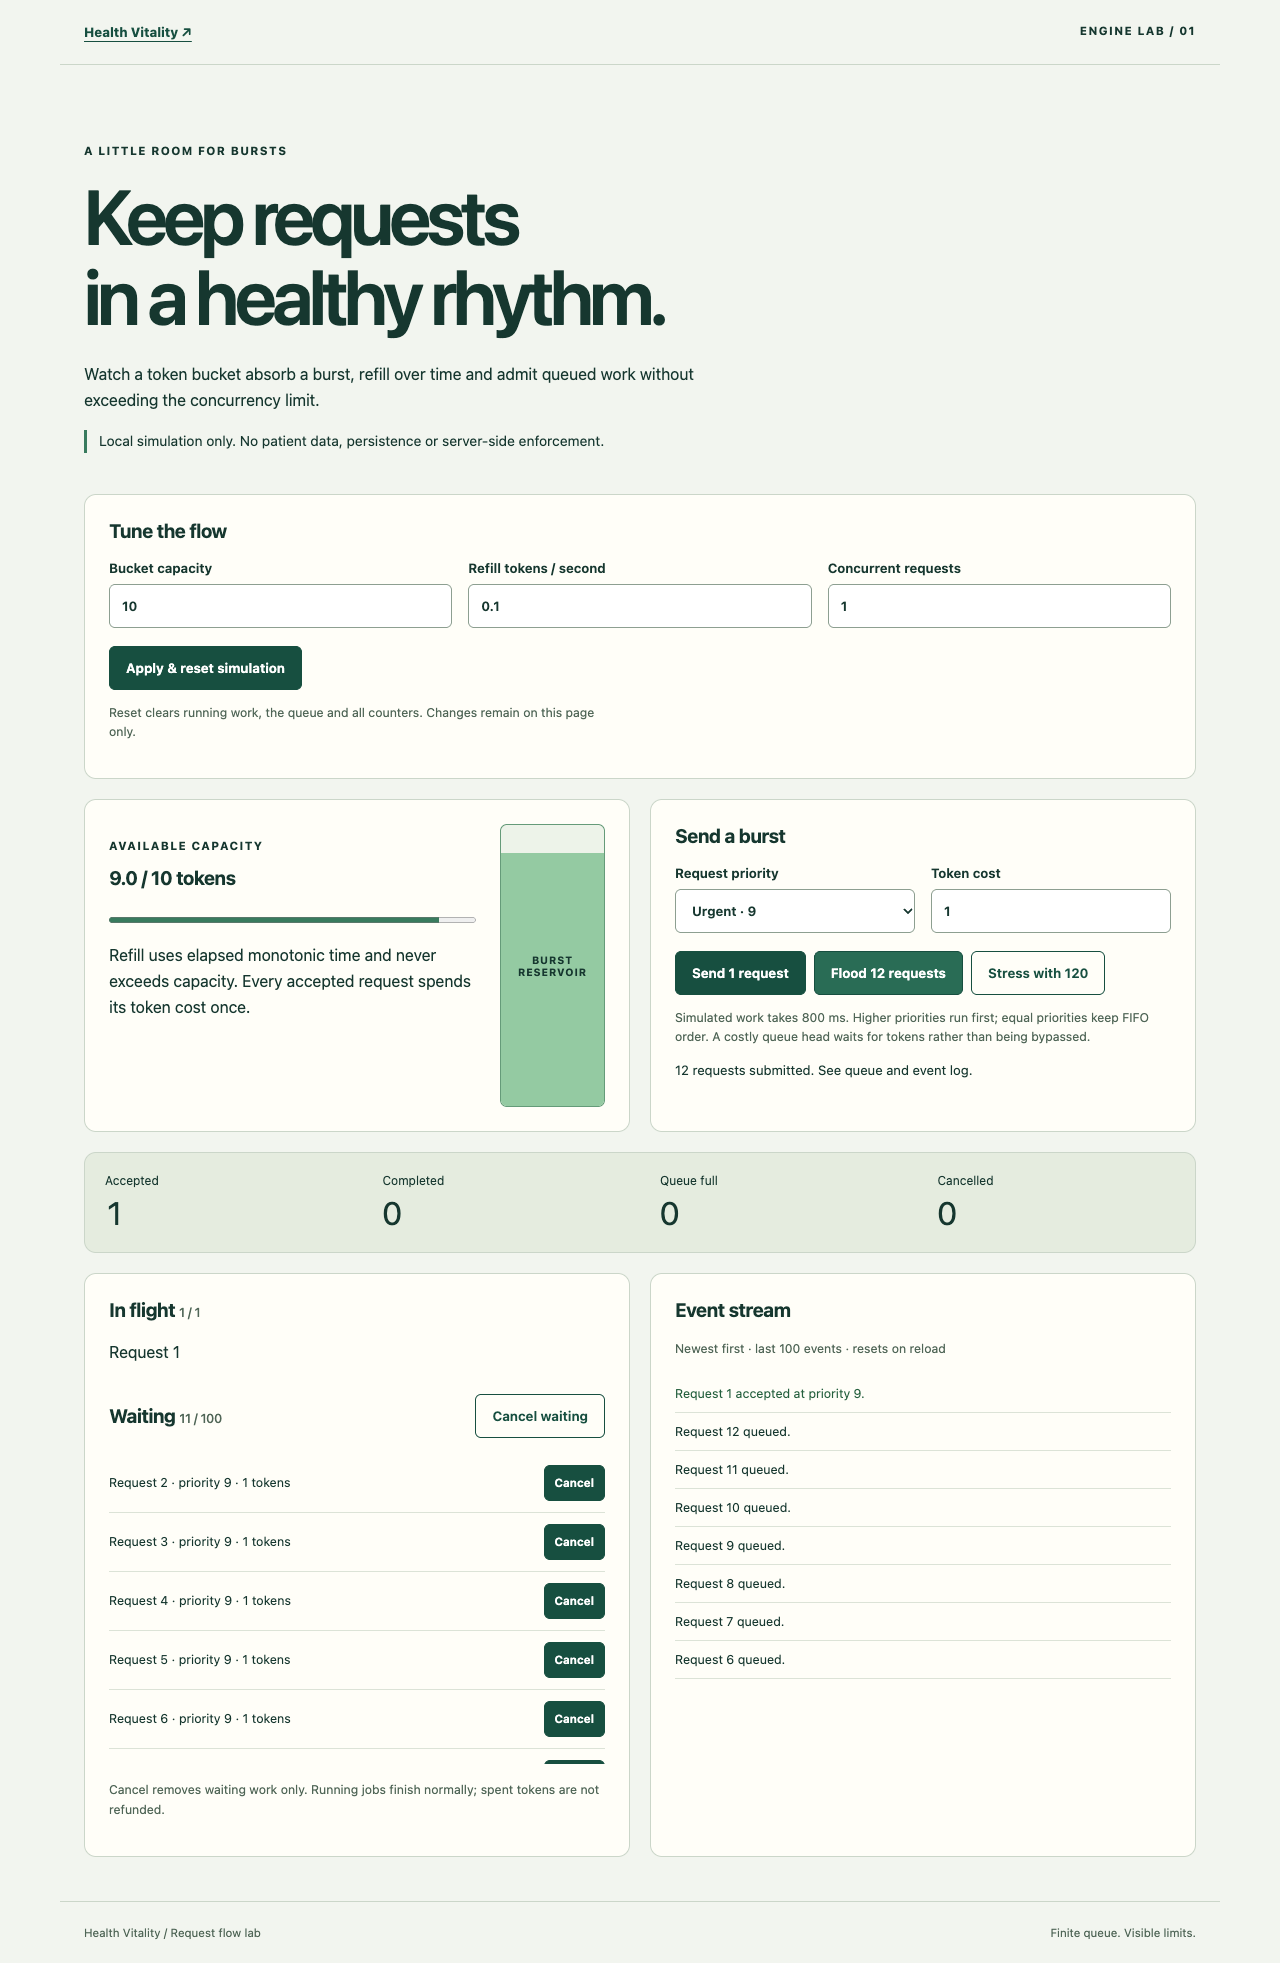 Health Vitality ↗
ENGINE LAB / 01
A LITTLE ROOM FOR BURSTS
Keep requests
in a healthy rhythm.
Watch a token bucket absorb a burst, refill over time and admit queued work without
exceeding the concurrency limit.
Local simulation only. No patient data, persistence or server-side enforcement.
Tune the flow
Bucket capacity
10
Refill tokens / second
0.1
Concurrent requests
1
Apply & reset simulation
Reset clears running work, the queue and all counters. Changes remain on this page
only.
AVAILABLE CAPACITY
9.0 / 10 tokens
Refill uses elapsed monotonic time and never
exceeds capacity. Every accepted request spends
its token cost once.
BURST
RESERVOIR
Send a burst
Request priority
Urgent · 9
Token cost
1
Send 1 request
Flood 12 requests
Stress with 120
Simulated work takes 800 ms. Higher priorities run first; equal priorities keep FIFO
order. A costly queue head waits for tokens rather than being bypassed.
12 requests submitted. See queue and event log.
Accepted
1
Completed
0
Queue full
0
Cancelled
0
In flight 1 / 1
Request 1
Waiting 11 / 100
Cancel waiting
Request 2 · priority 9 · 1 tokens
Cancel
Request 3 · priority 9 · 1 tokens
Cancel
Request 4 · priority 9 · 1 tokens
Cancel
Request 5 · priority 9 · 1 tokens
Cancel
Request 6 · priority 9 · 1 tokens
Cancel
Cancel removes waiting work only. Running jobs finish normally; spent tokens are not
refunded.
Event stream
Newest first · last 100 events · resets on reload
Request 1 accepted at priority 9.
Request 12 queued.
Request 11 queued.
Request 10 queued.
Request 9 queued.
Request 8 queued.
Request 7 queued.
Request 6 queued.
Health Vitality / Request flow lab
Finite queue. Visible limits.